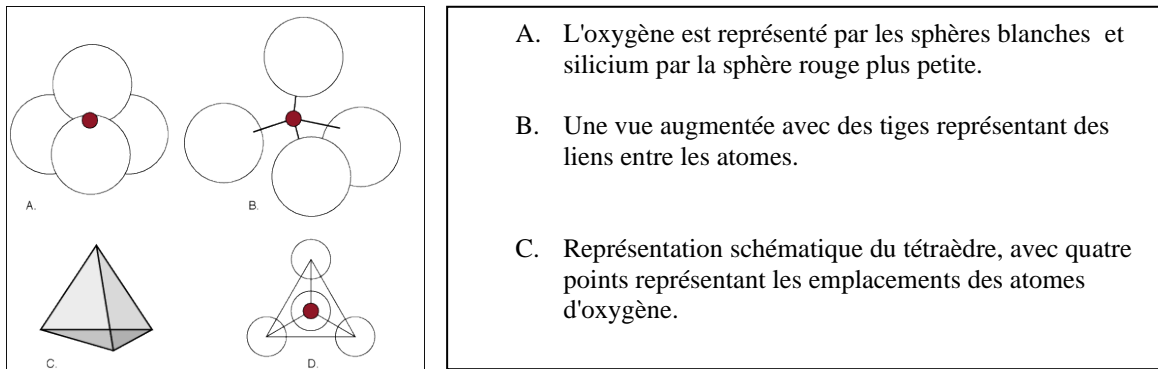 A.
B.
C.
D.
A. L'oxygène est représenté par les sphères blanches et
silicium par la sphère rouge plus petite.
B. Une vue augmentée avec des tiges représentant des
liens entre les atomes.
C. Représentation schématique du tétraèdre, avec quatre
points représentant les emplacements des atomes
d'oxygène.